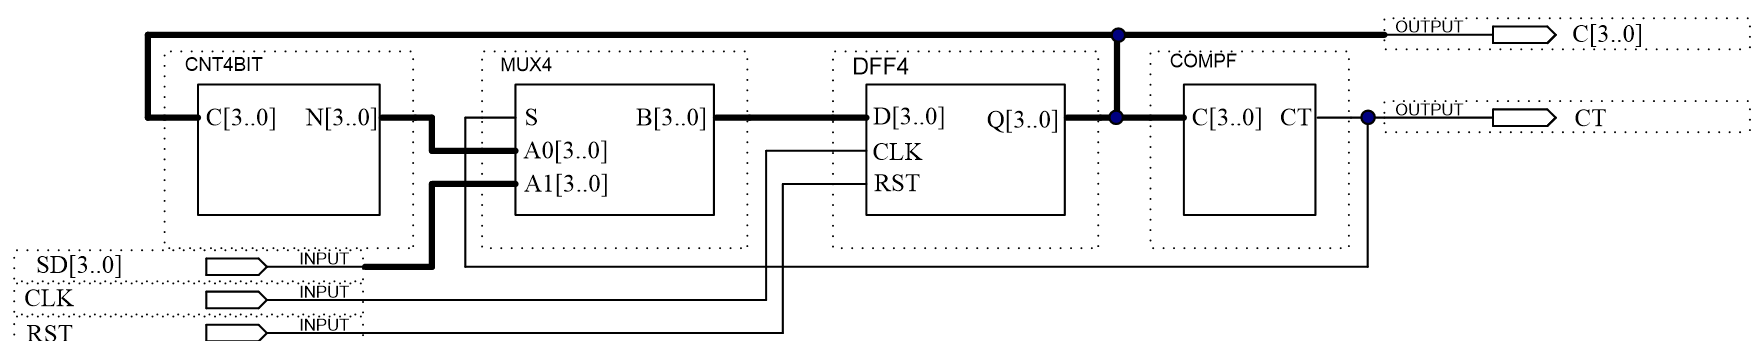 OUTPUT C[3..0]
CNT4BIT MUX4 DFF4 COMPF
C[3..0] N[3..0] S B[3..0] D[3..0] Q[3..0] C[3..0] CT OUTPUT CT
A0[3..0] CLK
A1[3..0] RST
SD[3..0] INPUT
CLK INPUT
RST INPUT